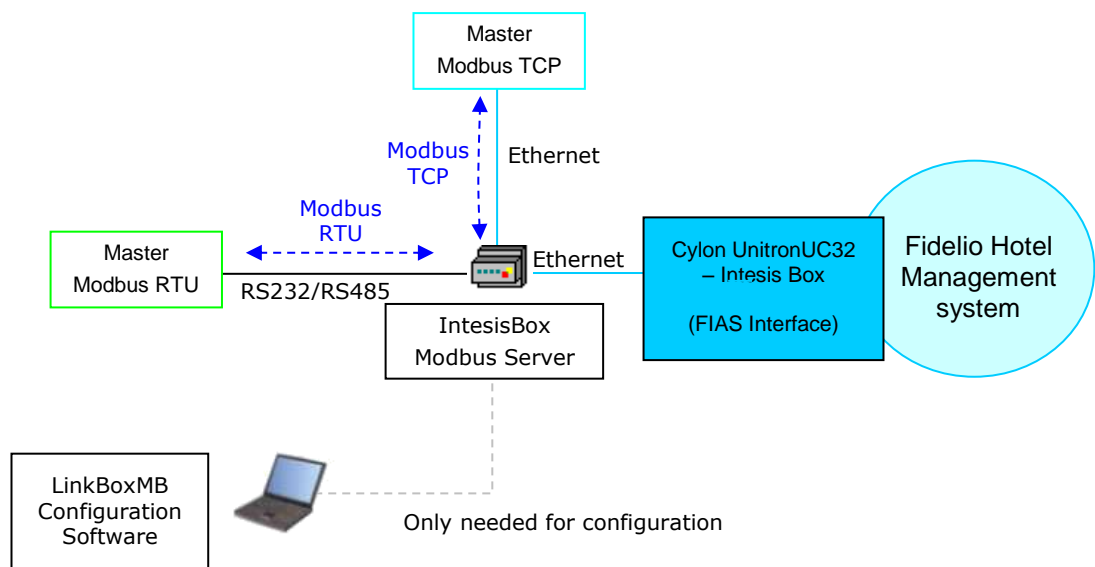 Master
Modbus TCP
Modbus
TCP
Ethernet
Modbus
RTU
Master
Modbus RTU
RS232/RS485
Ethernet
IntesisBox
Modbus Server
Cylon UnitronUC32
– Intesis Box
(FIAS Interface)
Fidelio Hotel
Management
system
LinkBoxMB
Configuration
Software
Only needed for configuration